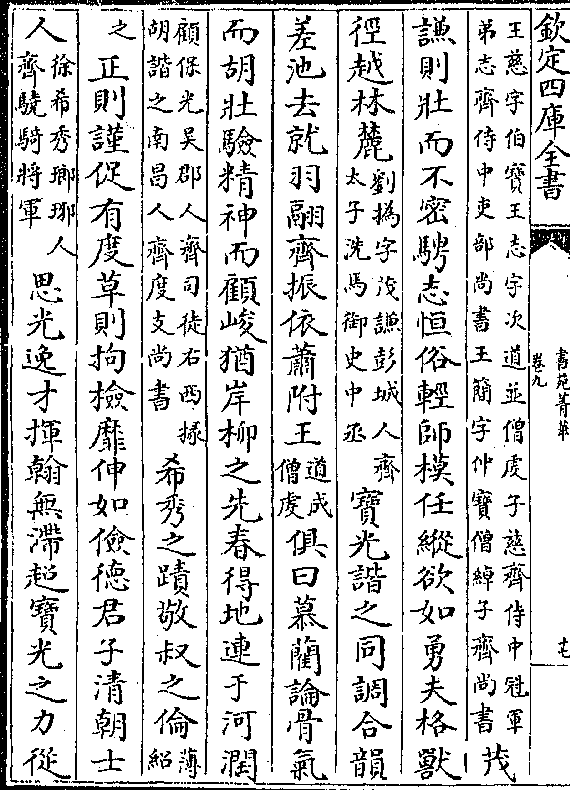 欽定四庫全書
書苑菁華
卷九
王慈字伯寶王志字次道並僧虔子慈齊侍中冠軍
弟志齊侍中吏部尚書王簡字仲寶僧綽子齊尚書
茂
謙則壯而不密騁志恒俗輕師模任縱欲如勇夫格獸
徑越林麓
劉撝字茂謙彭城人齊
太子洗馬御史中丞
寶光諧之同調合韻
差池去就羽翮齊振依蕭附王
道成
僧虔
俱曰慕藺論骨氣
而胡壯驗精神而顧峻猶岸柳之先春得地連于河潤
顧保光吴郡人齊司徒右西掾
胡諧之南昌人齊度支尚書
希秀之蹟敬叔之倫
薄
紹
之
正則謹促有度草則拘檢靡伸如儉德君子清朝士
人
徐希秀瑯琊人
齊驍騎將軍
思光逸才揮翰無滯超寶光之力從